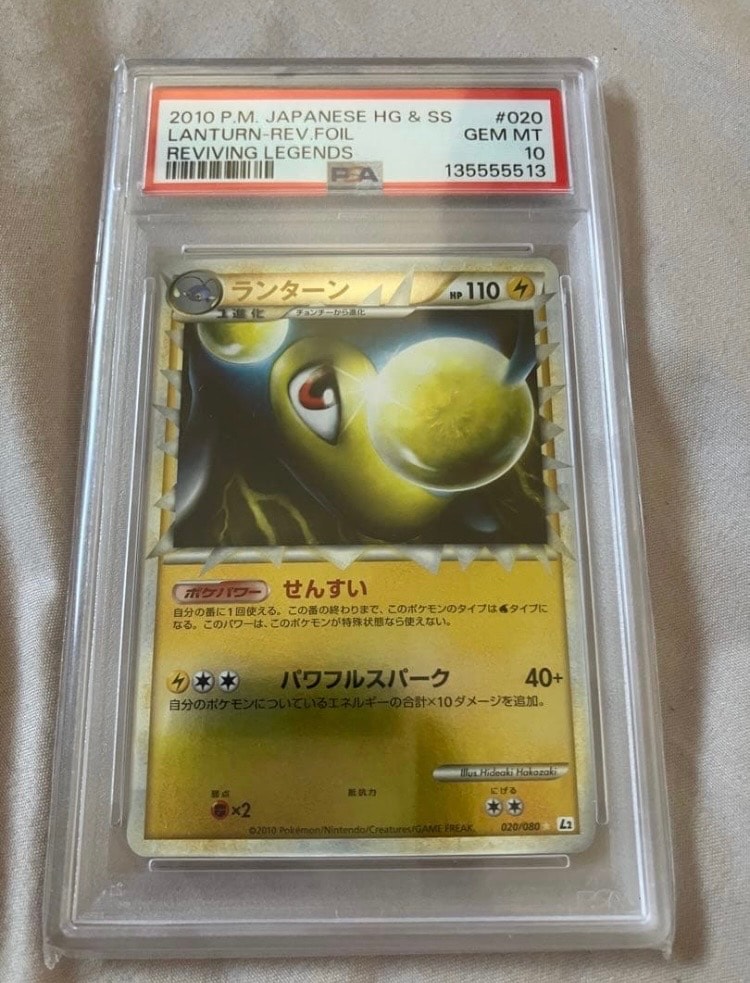 2010 P.M. JAPANESE HG & SS #020
LANTURN-REV.FOIL GEM MT
REVIVING LEGENDS 10
PSA 135555513
ランターン HP 110
1進化 チョンチーから進化
ポケパワー せんすい
自分の番に1回使える。この番の終わりまで、このポケモンのタイプは タイプに
なる。このパワーは、このポケモンが特殊状態なら使えない。
パワフルスパーク 40+
自分のポケモンについているエネルギーの合計×10ダメージを追加。
Illus. Hideaki Hakozaki
弱点 抵抗力 にげる
×2
©2010 Pokémon/Nintendo/Creatures/GAME FREAK. 020/080 L2